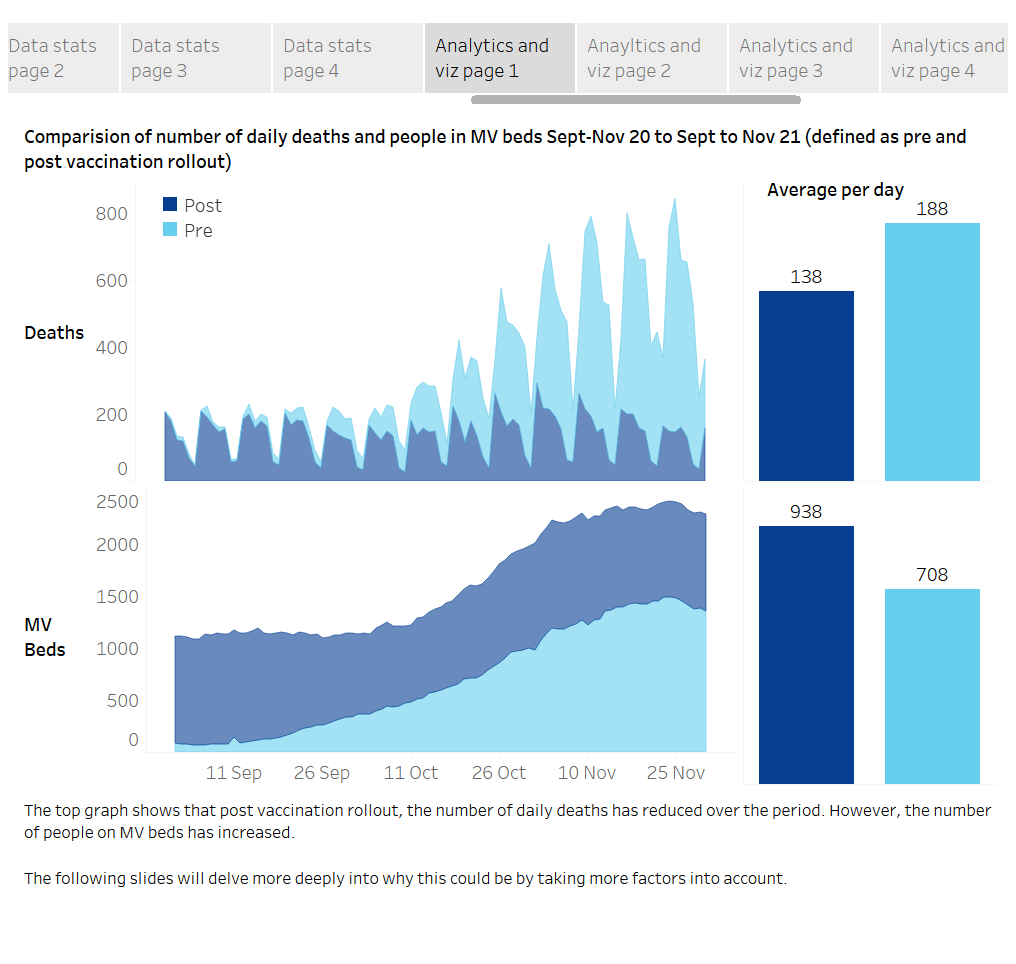 Data stats
page 2
Data stats
page 3
Data stats
page 4
Analytics and
viz page 1
Anayltics and
viz page 2
Analytics and
viz page 3
Analytics and
viz page 4
Comparision of number of daily deaths and people in MV beds Sept-Nov 20 to Sept to Nov 21 (defined as pre and
post vaccination rollout)
Post
Pre
800
600
400
200
0
Deaths
Average per day
138
188
2500
2000
1500
1000
500
0
MV
Beds
11 Sep
26 Sep
11 Oct
26 Oct
10 Nov
25 Nov
938
708
The top graph shows that post vaccination rollout, the number of daily deaths has reduced over the period. However, the number
of people on MV beds has increased.
The following slides will delve more deeply into why this could be by taking more factors into account.